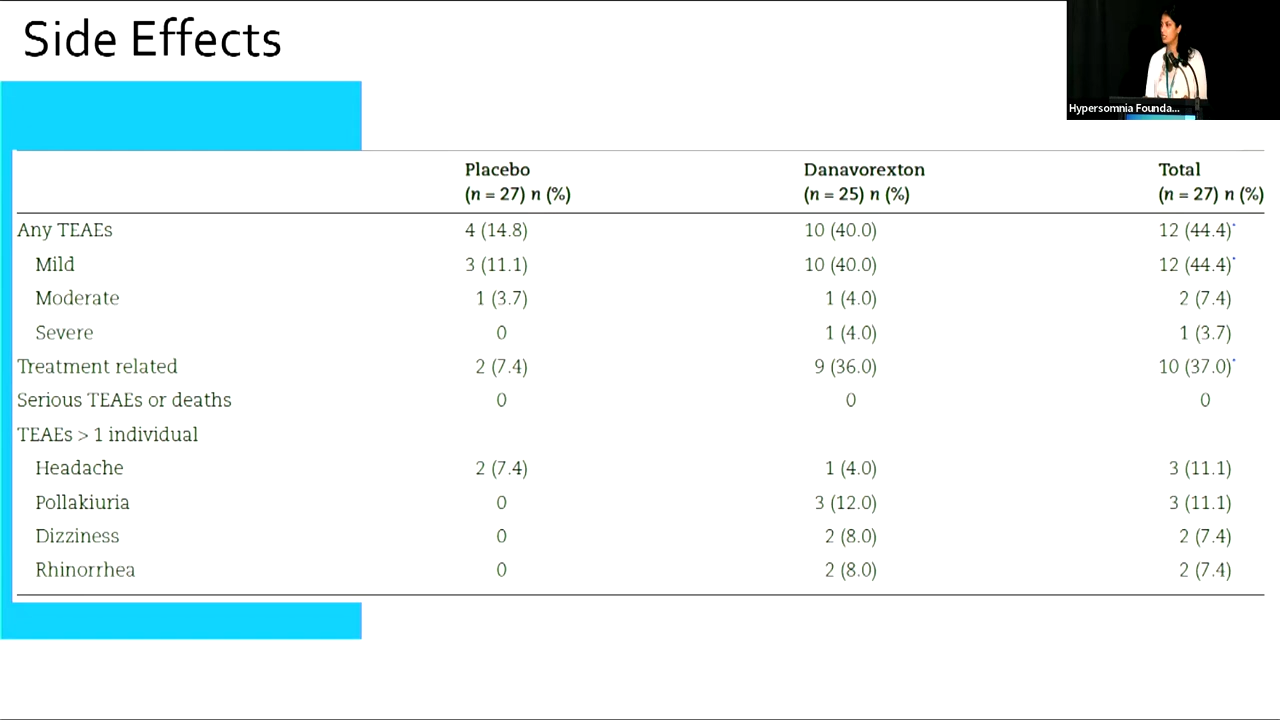 Side Effects
Hypersomnia Founda...
Placebo Danavorexton Total
(n = 27) n (%) (n = 25) n (%) (n = 27) n (%)
Any TEAEs 4 (14.8) 10 (40.0) 12 (44.4)*
Mild 3 (11.1) 10 (40.0) 12 (44.4)*
Moderate 1 (3.7) 1 (4.0) 2 (7.4)
Severe 0 1 (4.0) 1 (3.7)
Treatment related 2 (7.4) 9 (36.0) 10 (37.0)*
Serious TEAEs or deaths 0 0 0
TEAEs > 1 individual
Headache 2 (7.4) 1 (4.0) 3 (11.1)
Pollakiuria 0 3 (12.0) 3 (11.1)
Dizziness 0 2 (8.0) 2 (7.4)
Rhinorrhea 0 2 (8.0) 2 (7.4)